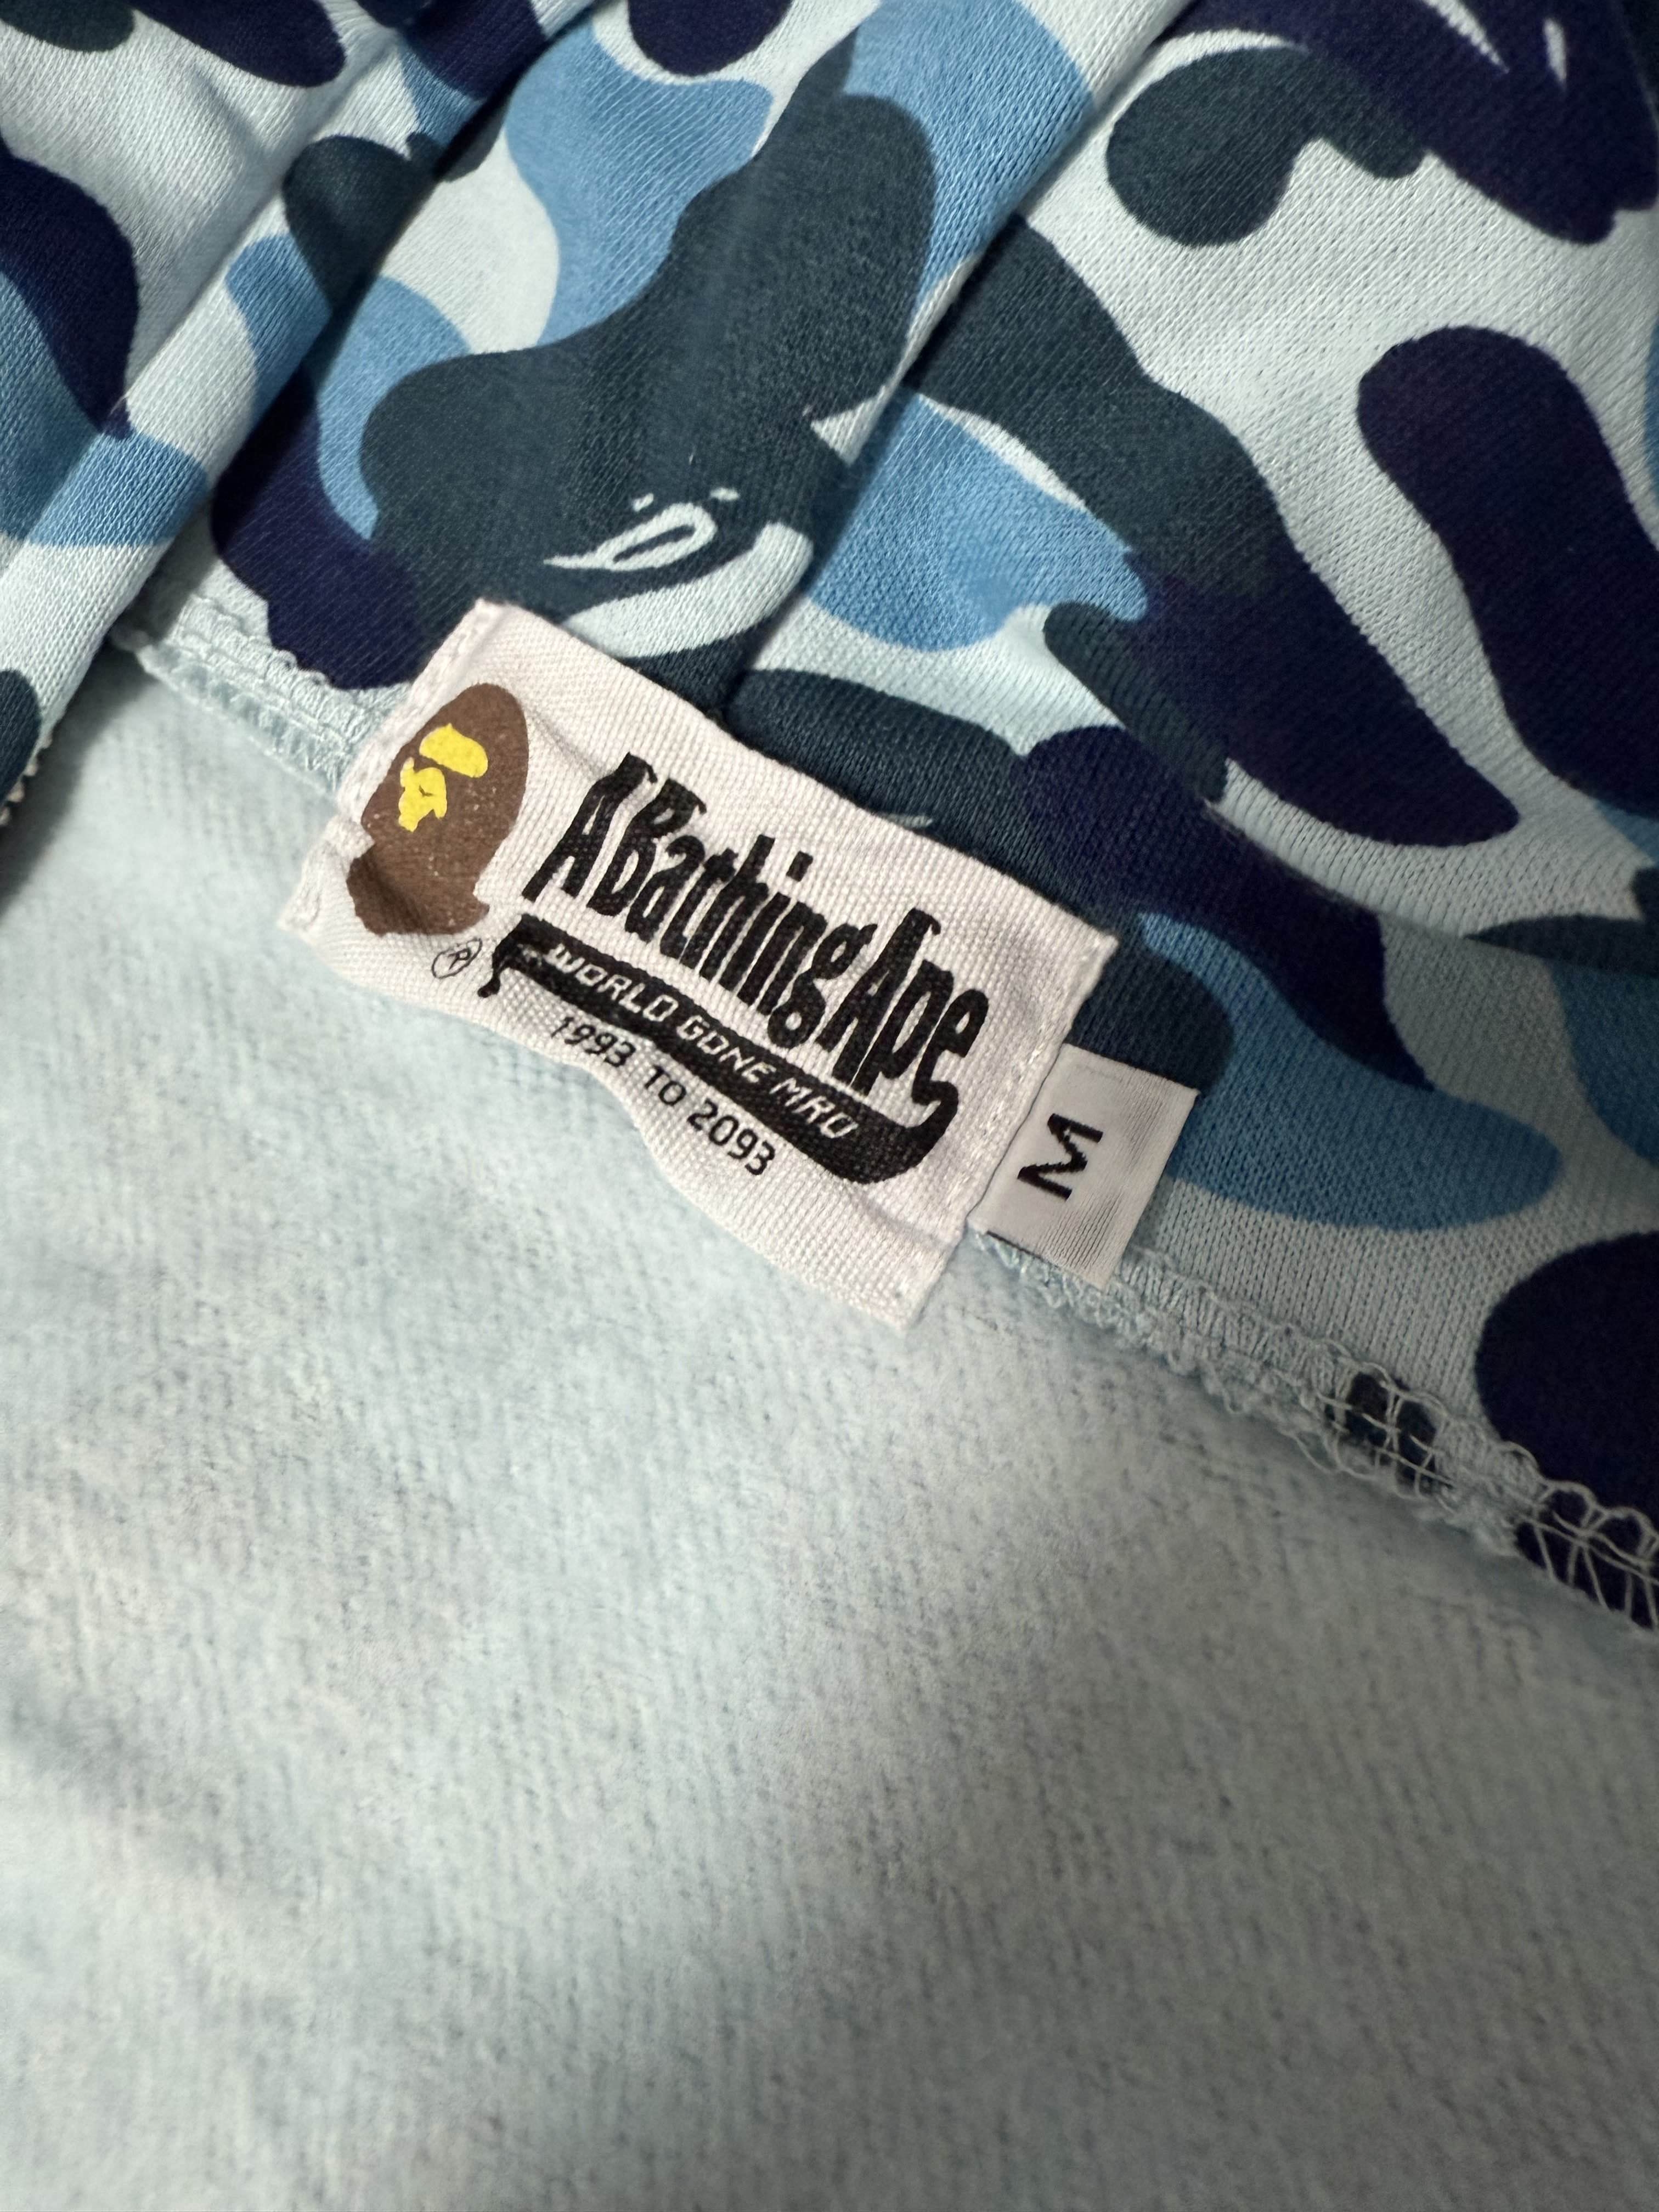 A Bathing Ape
®
WORLD GONE MAD
1993 TO 2093
M